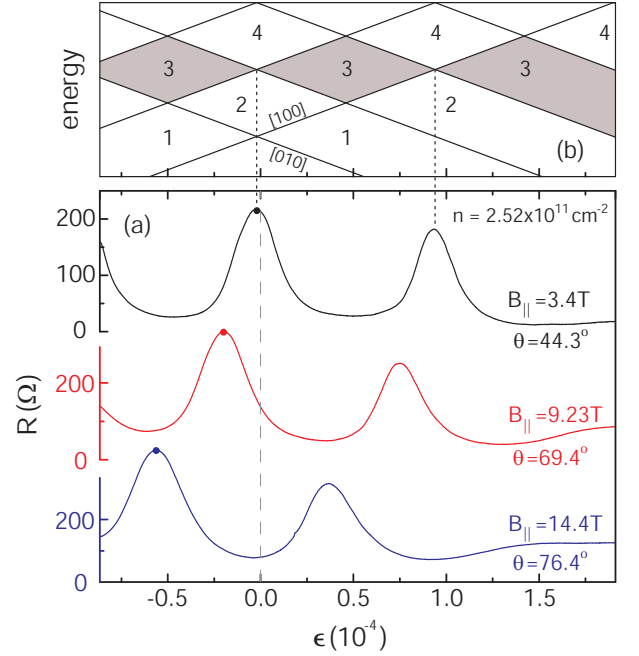 energy
4 4 4
3 3 3
2 2
1 1
[100]
[010]
(b)
(a)
n = 2.52x10¹¹ cm⁻²
200
100
0
B|| =3.4T
θ=44.3°
200
0
B|| =9.23T
θ=69.4°
200
0
B|| =14.4T
θ=76.4°
R (Ω)
-0.5 0.0 0.5 1.0 1.5
ϵ (10⁻⁴)